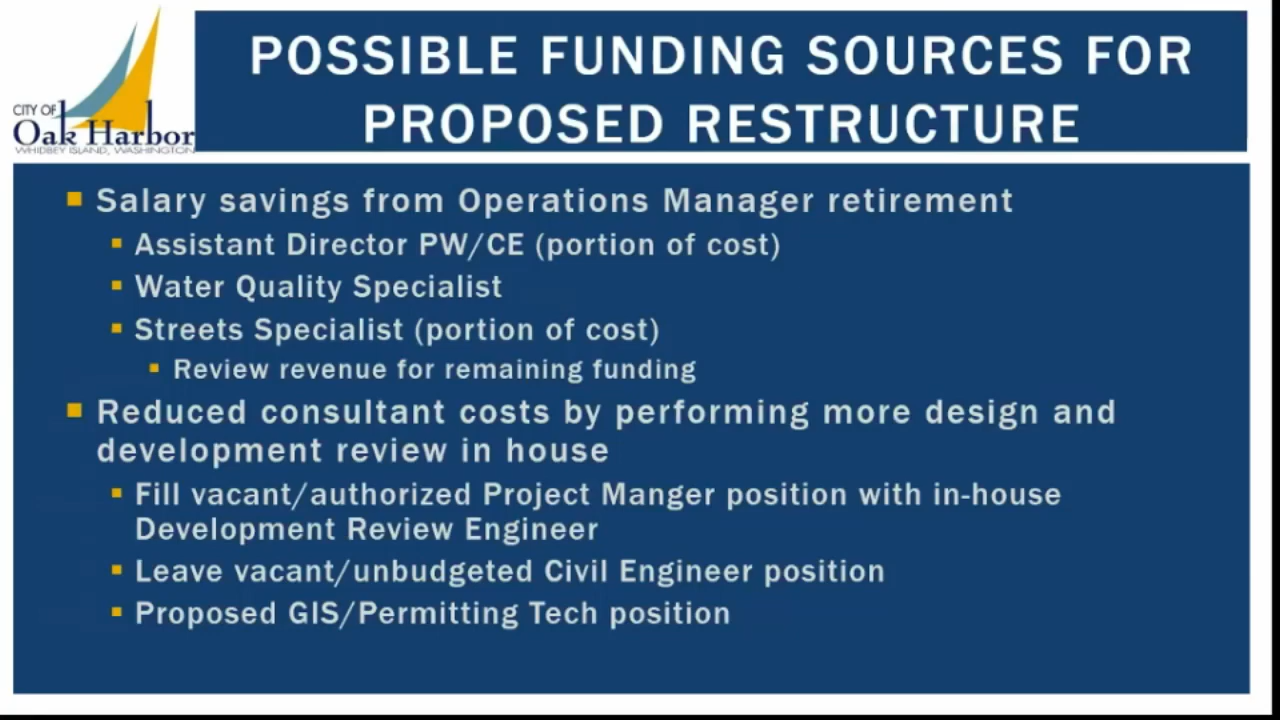 CITY OF
Oak Harbor
WHIDBEY ISLAND, WASHINGTON
POSSIBLE FUNDING SOURCES FOR
PROPOSED RESTRUCTURE
Salary savings from Operations Manager retirement
Assistant Director PW/CE (portion of cost)
Water Quality Specialist
Streets Specialist (portion of cost)
Review revenue for remaining funding
Reduced consultant costs by performing more design and
development review in house
Fill vacant/authorized Project Manger position with in-house
Development Review Engineer
Leave vacant/unbudgeted Civil Engineer position
Proposed GIS/Permitting Tech position